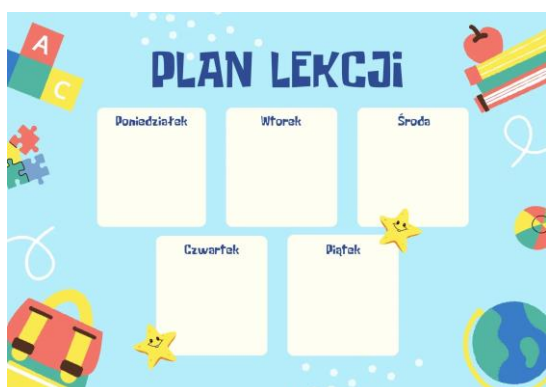 A
C
PLAN LEKCJi
Poniedziałek
Wtorek
Środa
Czwartek
Piątek